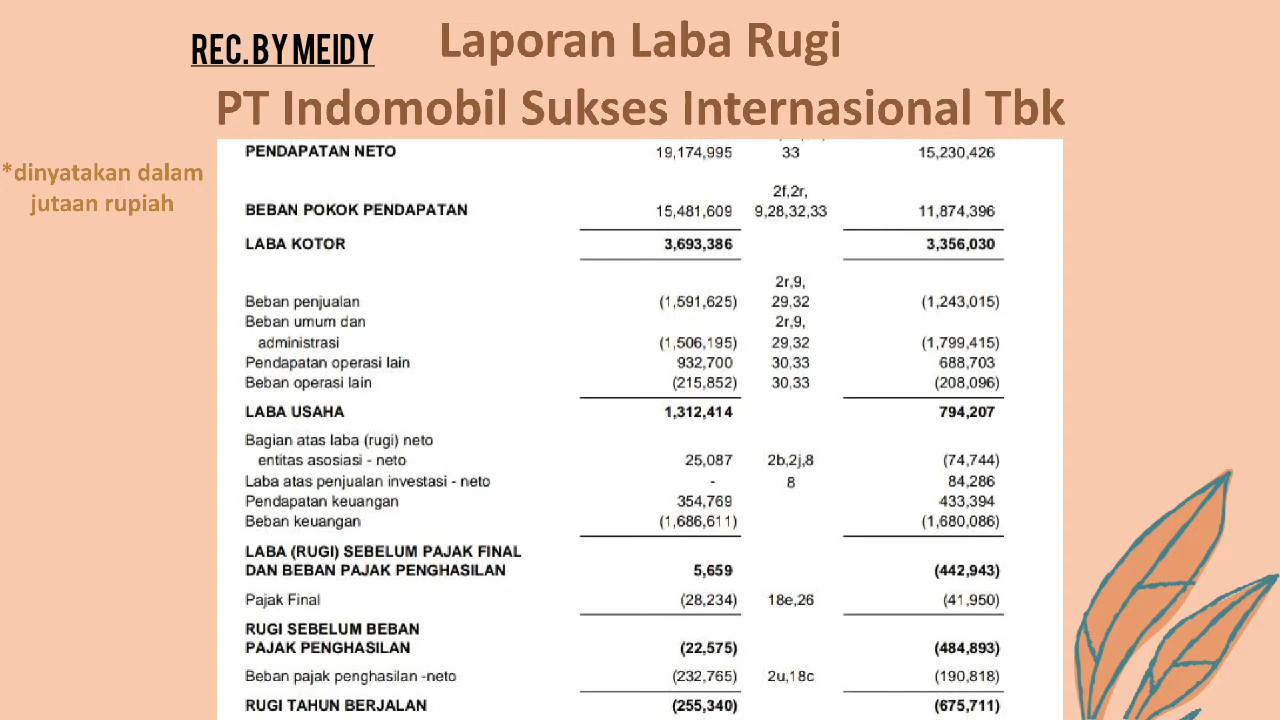 REC. BY MEIDY
Laporan Laba Rugi
PT Indomobil Sukses Internasional Tbk
*dinyatakan dalam
jutaan rupiah
PENDAPATAN NETO 19,174,995 33 15,230,426
2f,2r,
BEBAN POKOK PENDAPATAN 15,481,609 9,28,32,33 11,874,396
LABA KOTOR 3,693,386 3,356,030
2r,9,
Beban penjualan (1,591,625) 29,32 (1,243,015)
Beban umum dan 2r,9,
administrasi (1,506,195) 29,32 (1,799,415)
Pendapatan operasi lain 932,700 30,33 688,703
Beban operasi lain (215,852) 30,33 (208,096)
LABA USAHA 1,312,414 794,207
Bagian atas laba (rugi) neto
entitas asosiasi - neto 25,087 2b,2j,8 (74,744)
Laba atas penjualan investasi - neto - 8 84,286
Pendapatan keuangan 354,769 433,394
Beban keuangan (1,686,611) (1,680,086)
LABA (RUGI) SEBELUM PAJAK FINAL
DAN BEBAN PAJAK PENGHASILAN 5,659 (442,943)
Pajak Final (28,234) 18e,26 (41,950)
RUGI SEBELUM BEBAN
PAJAK PENGHASILAN (22,575) (484,893)
Beban pajak penghasilan -neto (232,765) 2u,18c (190,818)
RUGI TAHUN BERJALAN (255,340) (675,711)